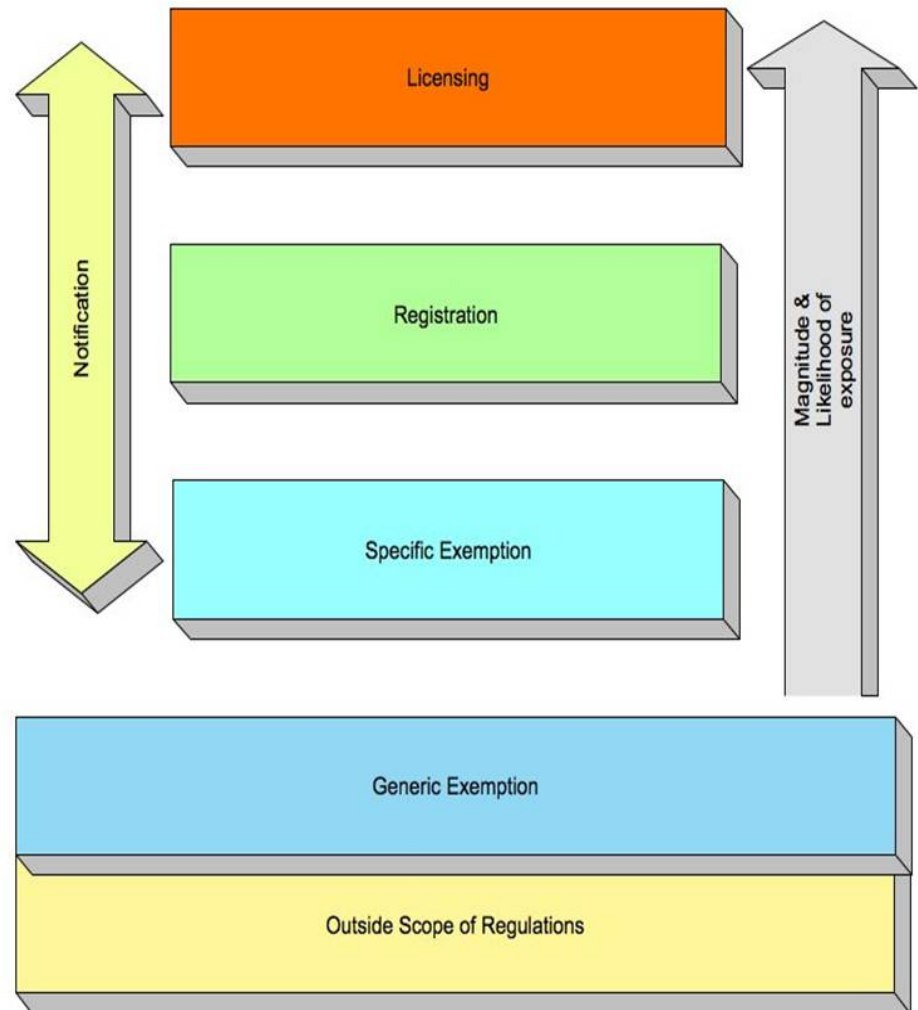 Licensing
Notification
Registration
Magnitude &
Likelihood of
exposure
Specific Exemption
Generic Exemption
Outside Scope of Regulations